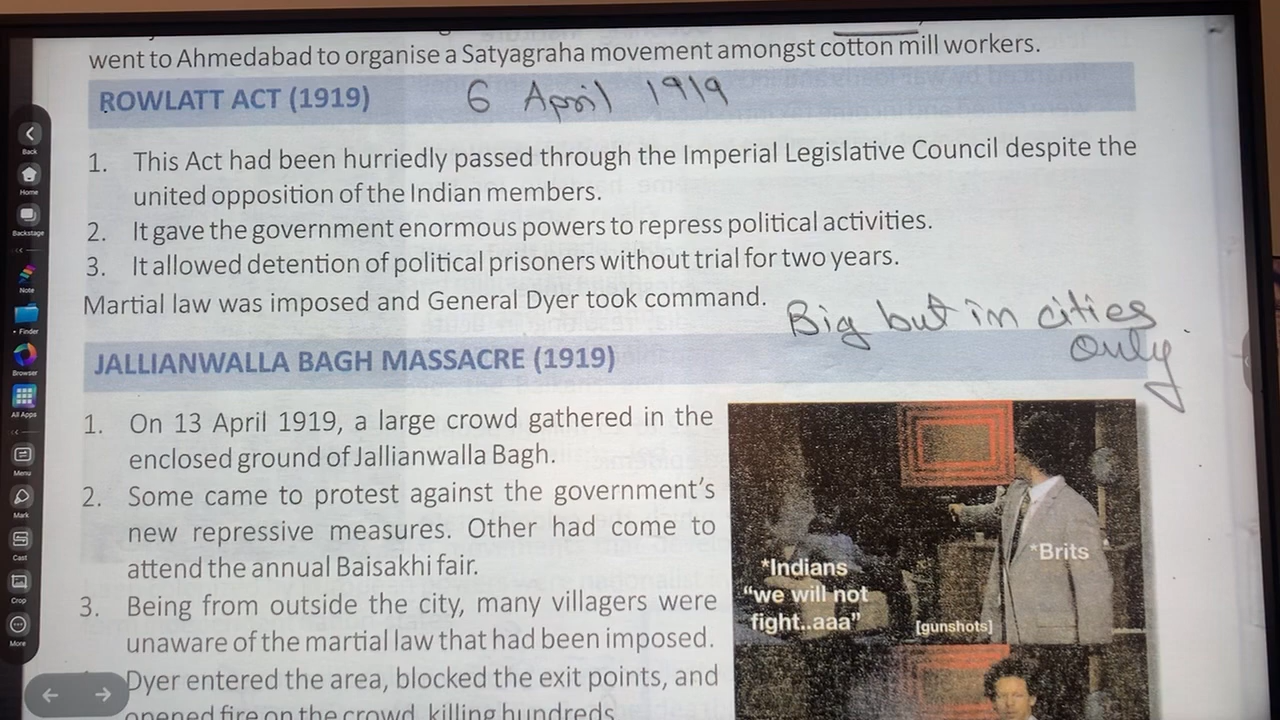 went to Ahmedabad to organise a Satyagraha movement amongst cotton mill workers.
ROWLATT ACT (1919) 6 April 1919
1. This Act had been hurriedly passed through the Imperial Legislative Council despite the
united opposition of the Indian members.
2. It gave the government enormous powers to repress political activities.
3. It allowed detention of political prisoners without trial for two years.
Martial law was imposed and General Dyer took command.
Big but in cities
only
JALLIANWALLA BAGH MASSACRE (1919)
1. On 13 April 1919, a large crowd gathered in the
enclosed ground of Jallianwalla Bagh.
2. Some came to protest against the government's
new repressive measures. Other had come to
attend the annual Baisakhi fair.
3. Being from outside the city, many villagers were
unaware of the martial law that had been imposed.
Dyer entered the area, blocked the exit points, and
opened fire on the crowd, killing hundreds
*Brits
*Indians
"we will not
fight..aaa"
[gunshots]
Back
Home
Backstage
Note
Finder
Browser
All Apps
Menu
Mark
Cast
Crop
More